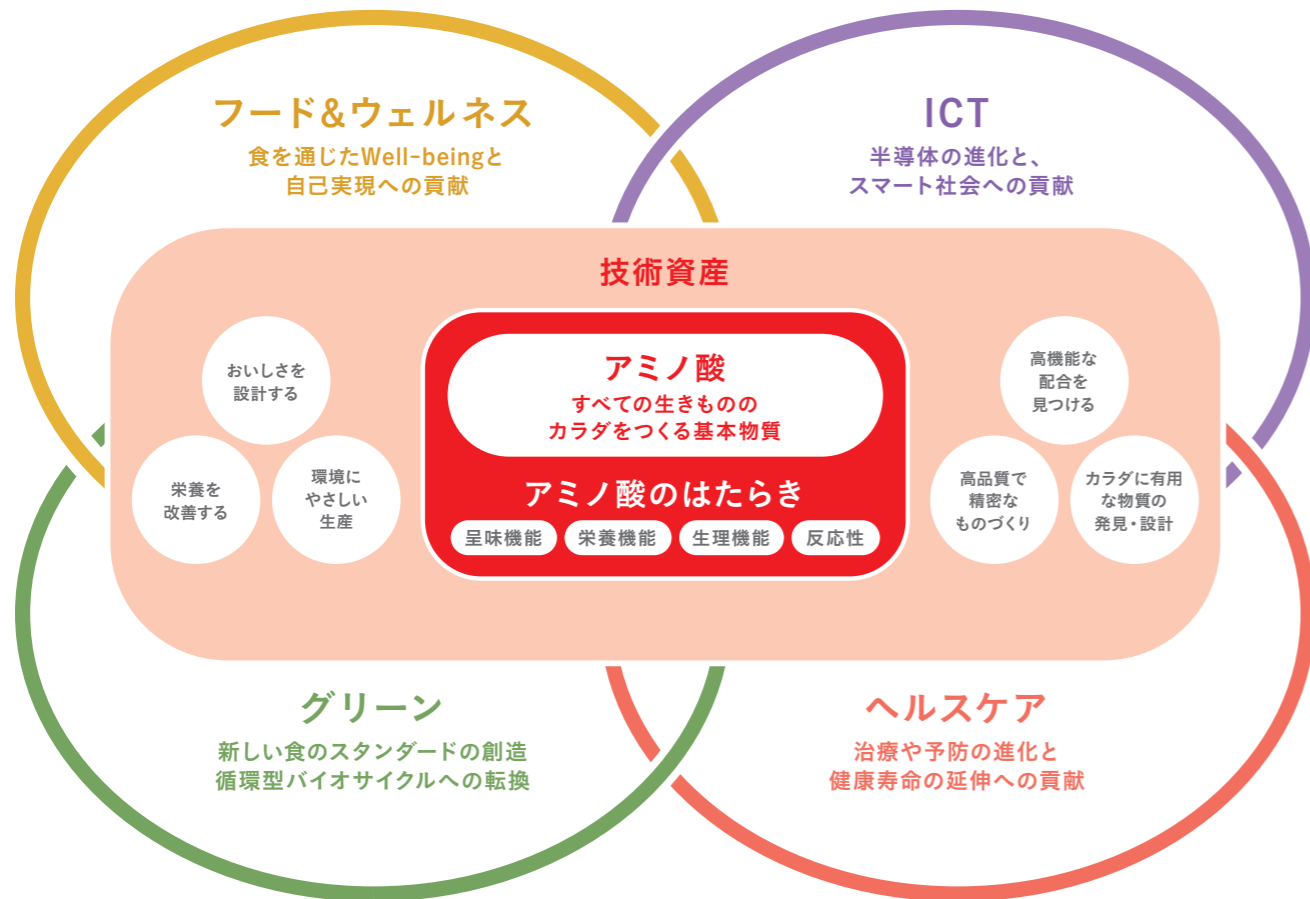 フード&ウェルネス
食を通じたWell-beingと
自己実現への貢献
ICT
半導体の進化と、
スマート社会への貢献
技術資産
おいしさを
設計する
栄養を
改善する
環境に
やさしい
生産
アミノ酸
すべての生きものの
カラダをつくる基本物質
アミノ酸のはたらき
呈味機能
栄養機能
生理機能
反応性
高機能な
配合を
見つける
高品質で
精密な
ものづくり
カラダに有用
な物質の
発見・設計
グリーン
新しい食のスタンダードの創造
循環型バイオサイクルへの転換
ヘルスケア
治療や予防の進化と
健康寿命の延伸への貢献